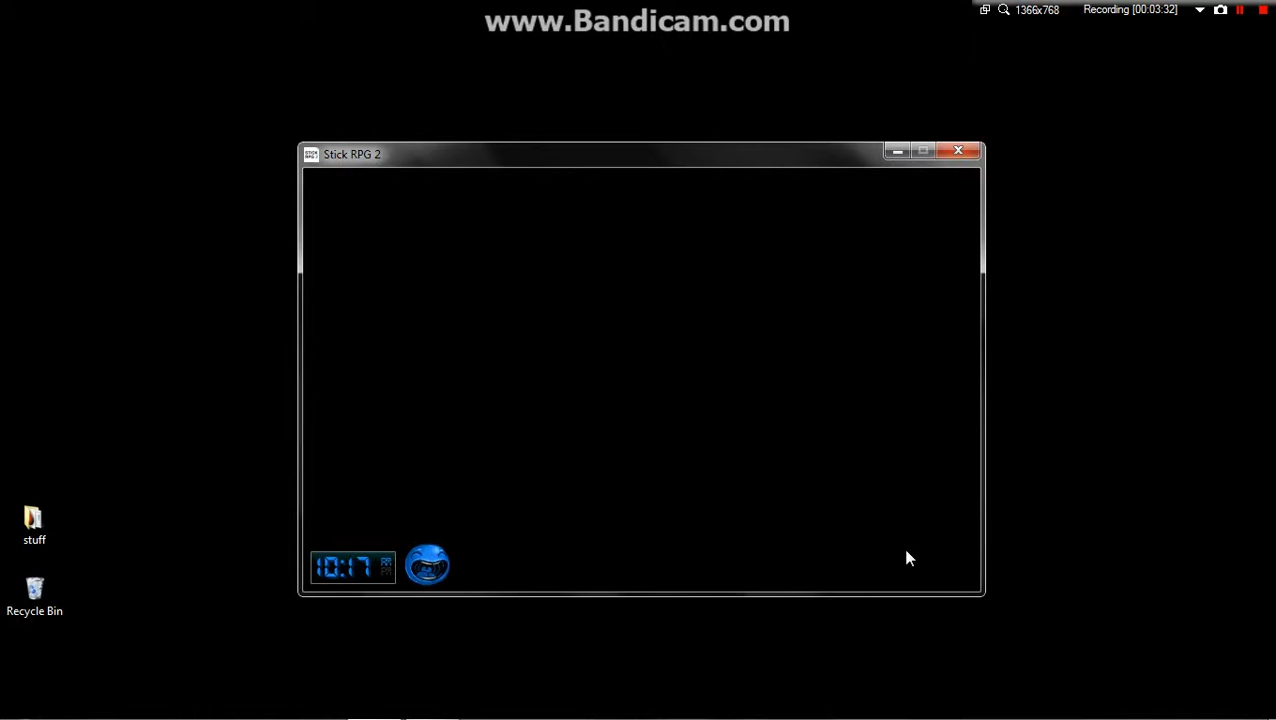 www.Bandicam.com
1366x768 Recording [00:03:32]
Stick RPG 2
stuff
10:17
Recycle Bin